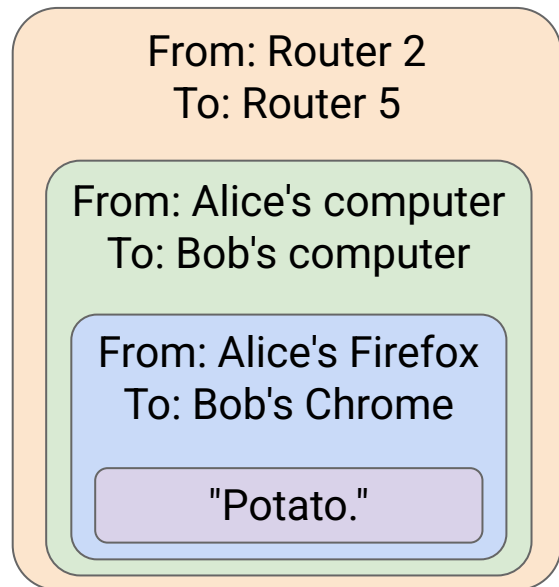 From: Router 2
To: Router 5
From: Alice's computer
To: Bob's computer
From: Alice's Firefox
To: Bob's Chrome
"Potato."